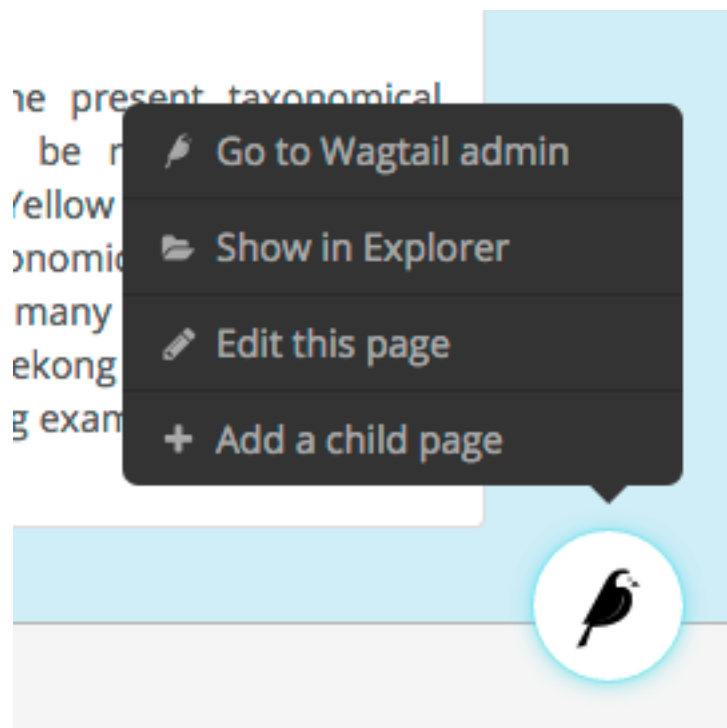 he present taxonomical
be
Go to Wagtail admin
Yellow
Show in Explorer
many
Edit this page
ekong
Add a child page